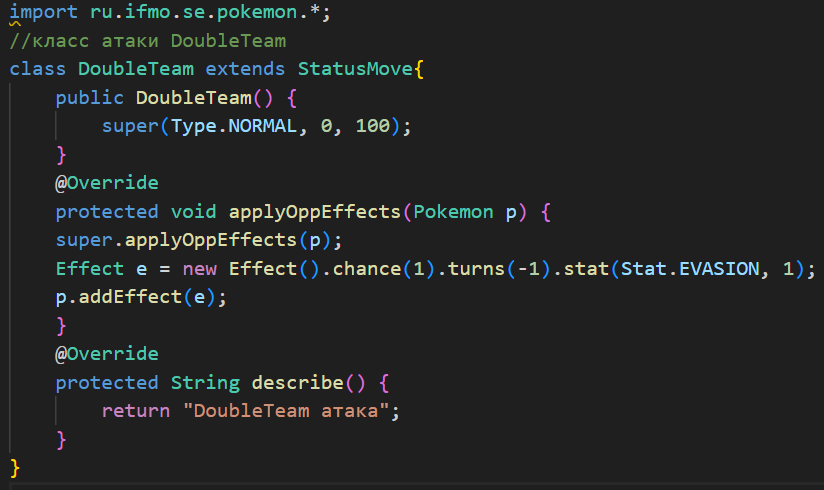 import ru.ifmo.se.pokemon.*;
//класс атаки DoubleTeam
class DoubleTeam extends StatusMove{
    public DoubleTeam() {
        super(Type.NORMAL, 0, 100);
    }
    @Override
    protected void applyOppEffects(Pokemon p) {
    super.applyOppEffects(p);
    Effect e = new Effect().chance(1).turns(-1).stat(Stat.EVASION, 1);
    p.addEffect(e);
    }
    @Override
    protected String describe() {
        return "DoubleTeam атака";
    }
}